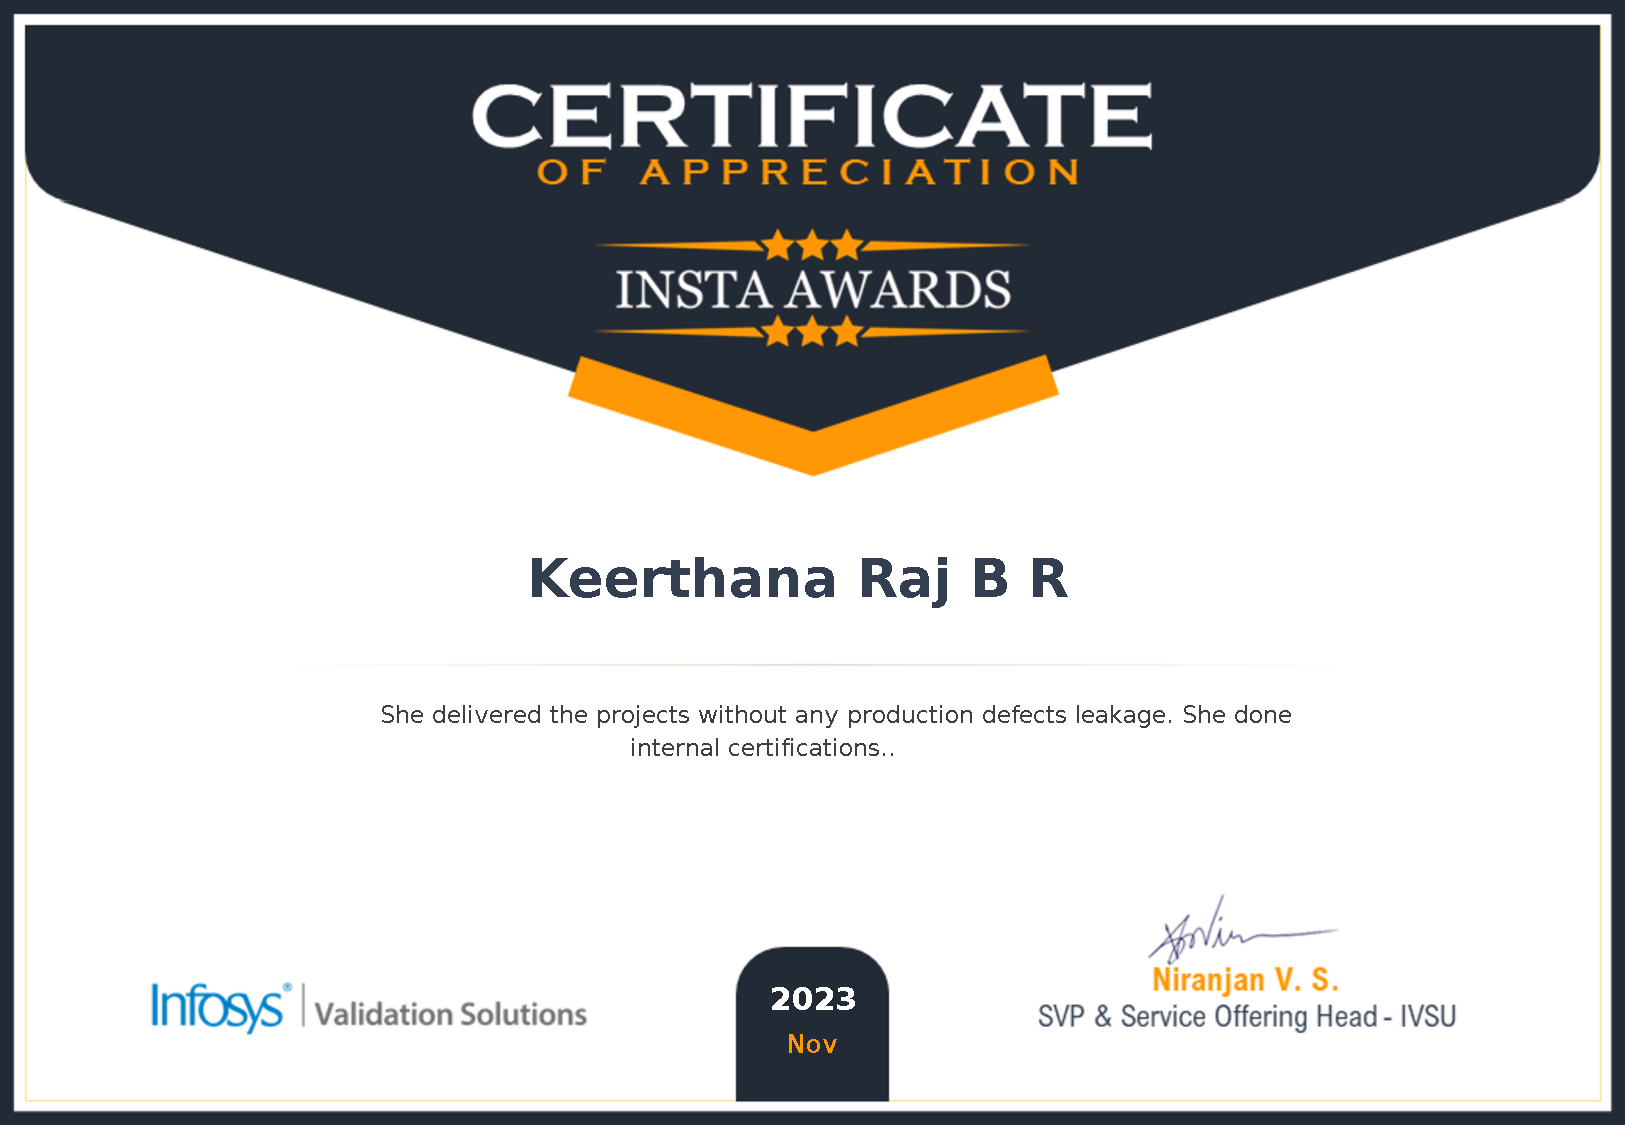 CERTIFICATE
OF APPRECIATION
INSTA AWARDS
Keerthana Raj B R
She delivered the projects without any production defects leakage. She done
internal certifications..
Infosys® | Validation Solutions
2023
Nov
Niranjan V. S.
SVP & Service Offering Head - IVSU